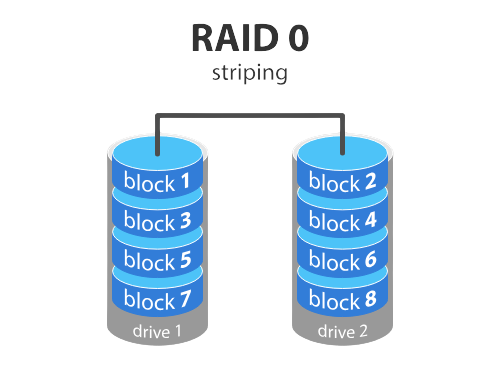 RAID 0
striping
block 1
block 3
block 5
block 7
drive 1
block 2
block 4
block 6
block 8
drive 2